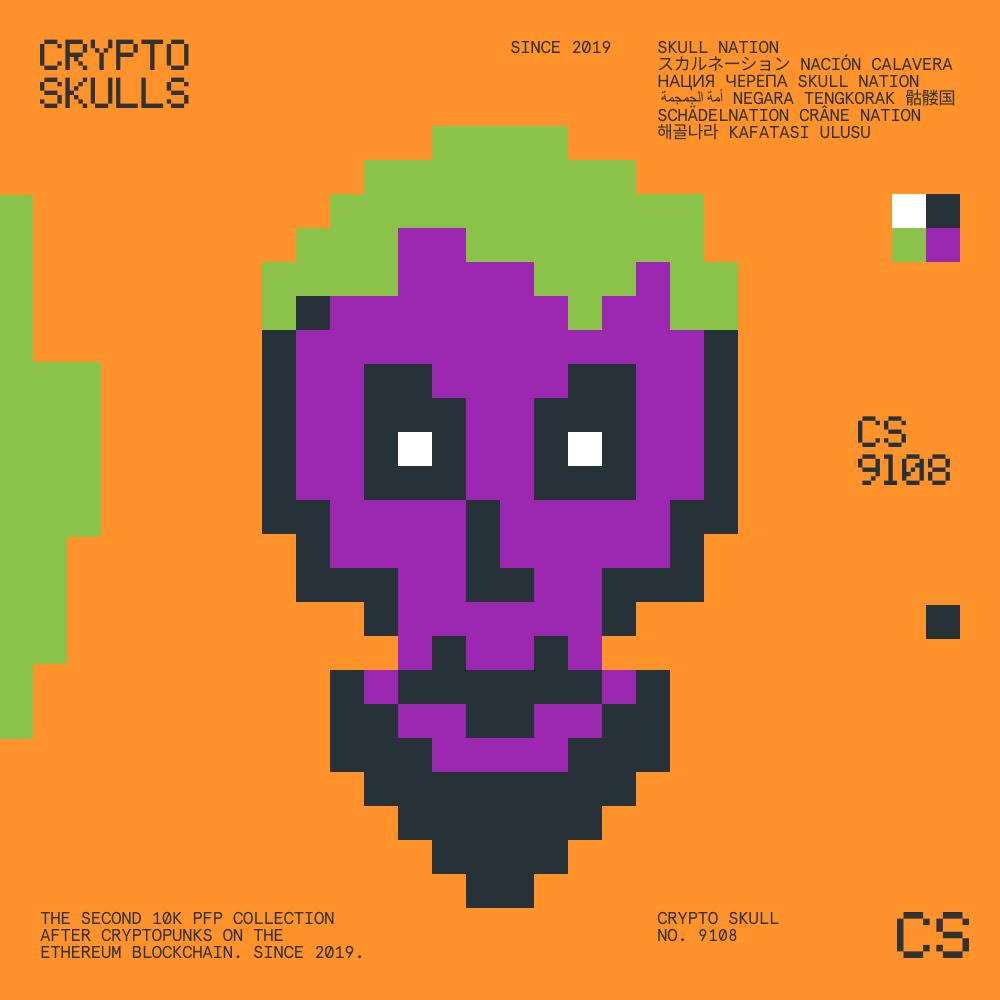 CRYPTO
SKULLS
SINCE 2019
SKULL NATION
スカルネーション NACIÓN CALAVERA
НАЦИЯ ЧЕРЕПА SKULL NATION
أمة الجمجمة NEGARA TENGKORAK 骷髅国
SCHÄDELNATION CRÂNE NATION
해골나라 KAFATASI ULUSU
CS
9108
THE SECOND 10K PFP COLLECTION
AFTER CRYPTOPUNKS ON THE
ETHEREUM BLOCKCHAIN. SINCE 2019.
CRYPTO SKULL
NO. 9108
CS